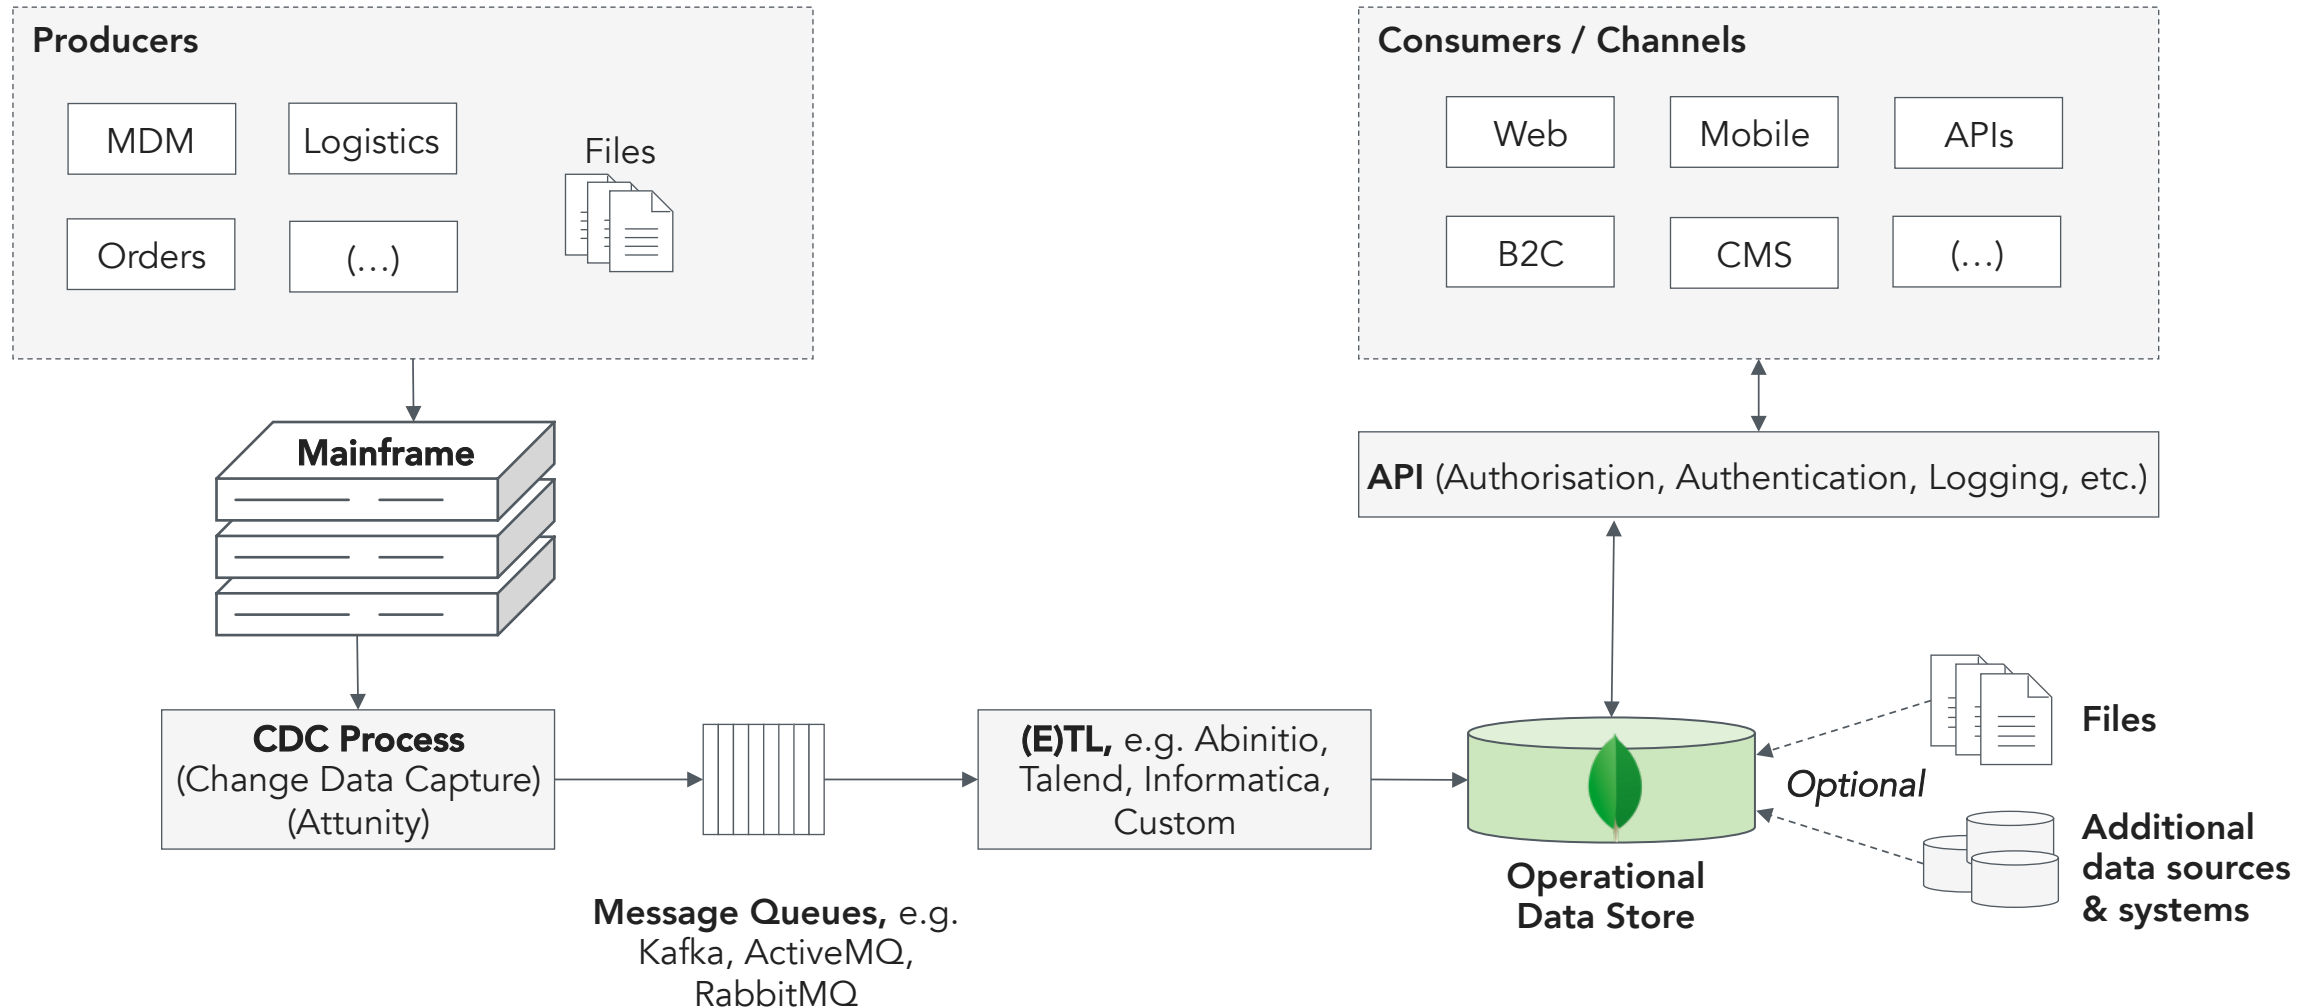 Producers
MDM
Logistics
Files
Orders
(...)
Consumers / Channels
Web
Mobile
APIs
B2C
CMS
(...)
Mainframe
API (Authorisation, Authentication, Logging, etc.)
CDC Process
(Change Data Capture)
(Attunity)
Message Queues, e.g.
Kafka, ActiveMQ,
RabbitMQ
(E)TL, e.g. Abinitio,
Talend, Informatica,
Custom
Operational
Data Store
Optional
Files
Additional
data sources
& systems